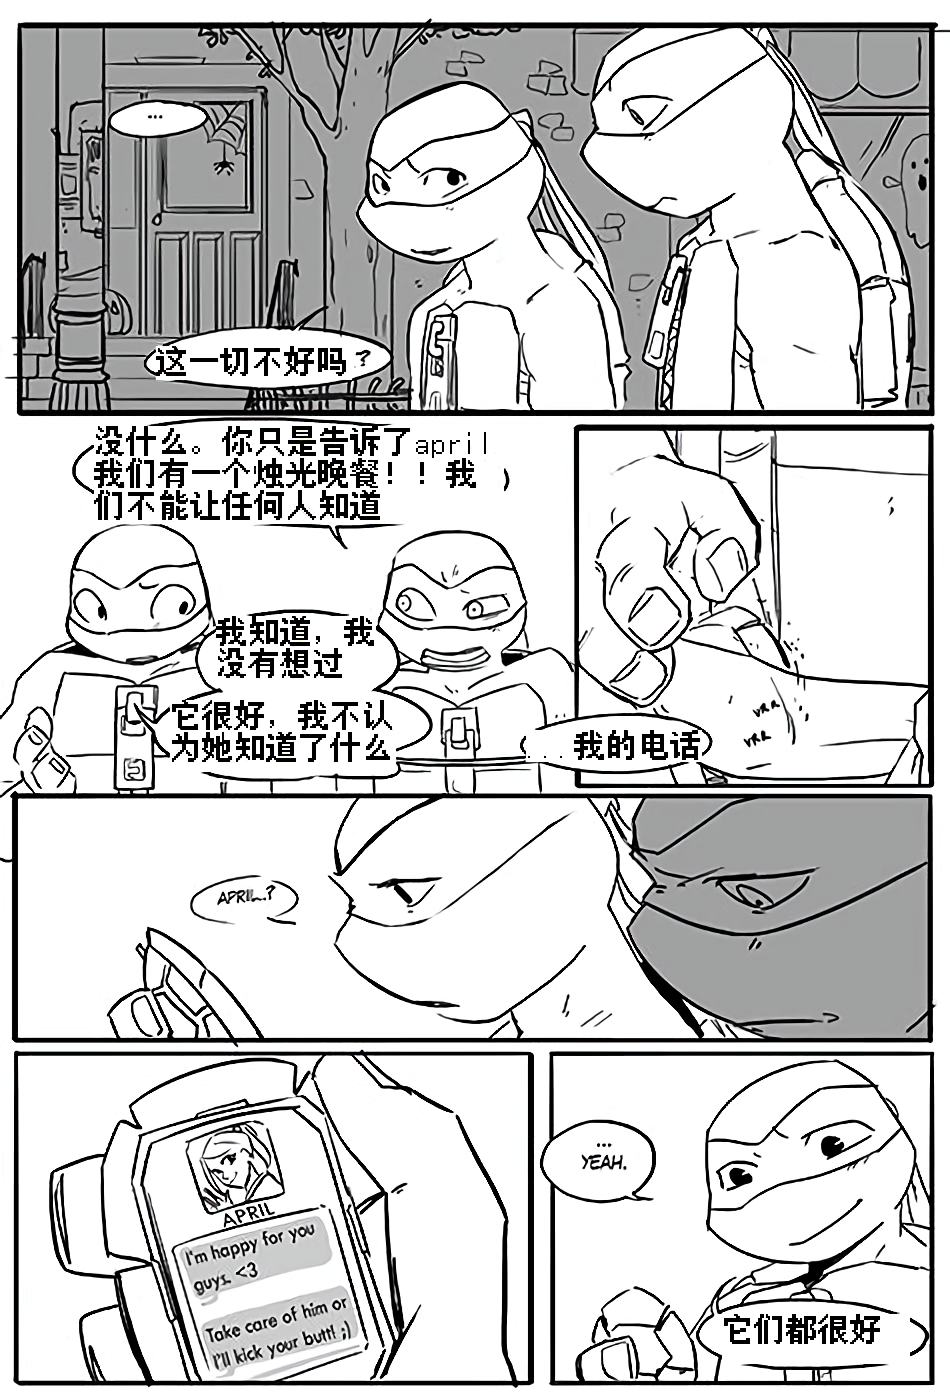 ...
这一切不好吗？
没什么。你只是告诉了april
我们有一个烛光晚餐！！我
们不能让任何人知道
我知道，我
没有想过
它很好，我不认
为她知道了什么
我的电话
VRR
VRR
APRIL...?
APRIL
I'm happy for you
guys. <3
Take care of him or
I'll kick your butt! ;)
...
YEAH.
它们都很好